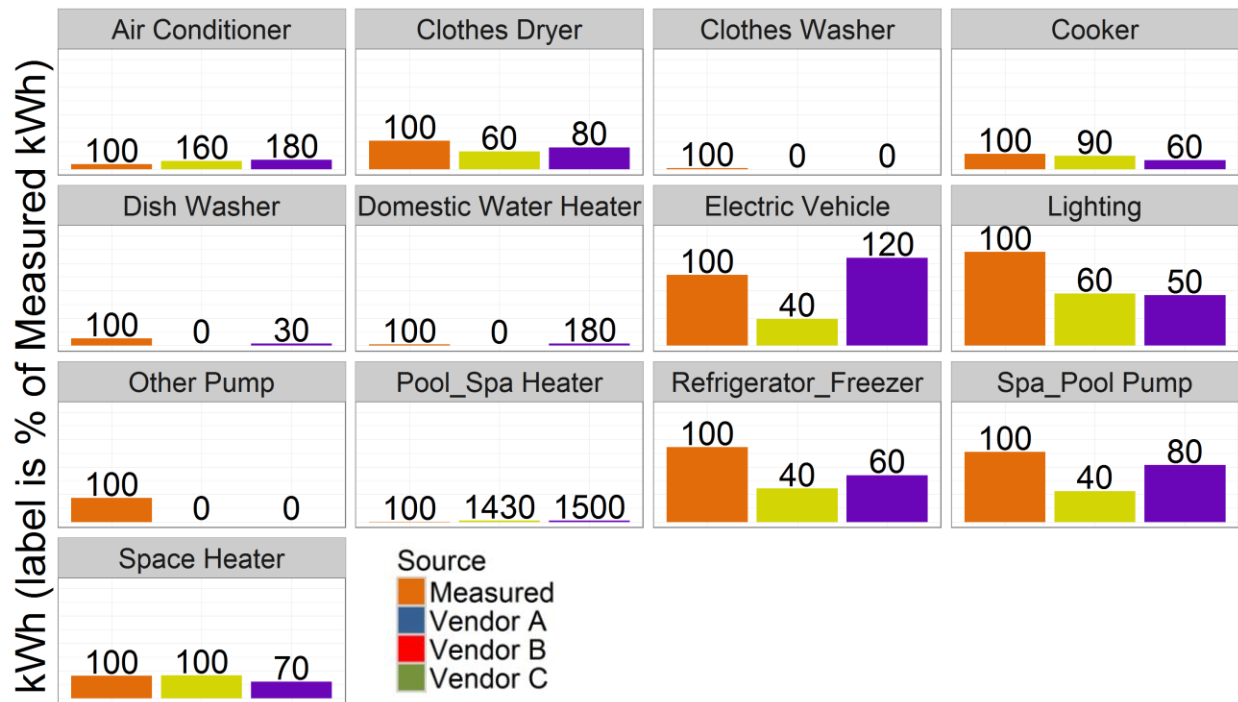 kWh (label is % of Measured kWh)
Air Conditioner
100 160 180
Clothes Dryer
100 60 80
Clothes Washer
100 0 0
Cooker
100 90 60
Dish Washer
100 0 30
Domestic Water Heater
100 0 180
Electric Vehicle
100 40 120
Lighting
100 60 50
Other Pump
100 0 0
Pool_Spa Heater
100 1430 1500
Refrigerator_Freezer
100 40 60
Spa_Pool Pump
100 40 80
Space Heater
100 100 70
Source
Measured
Vendor A
Vendor B
Vendor C